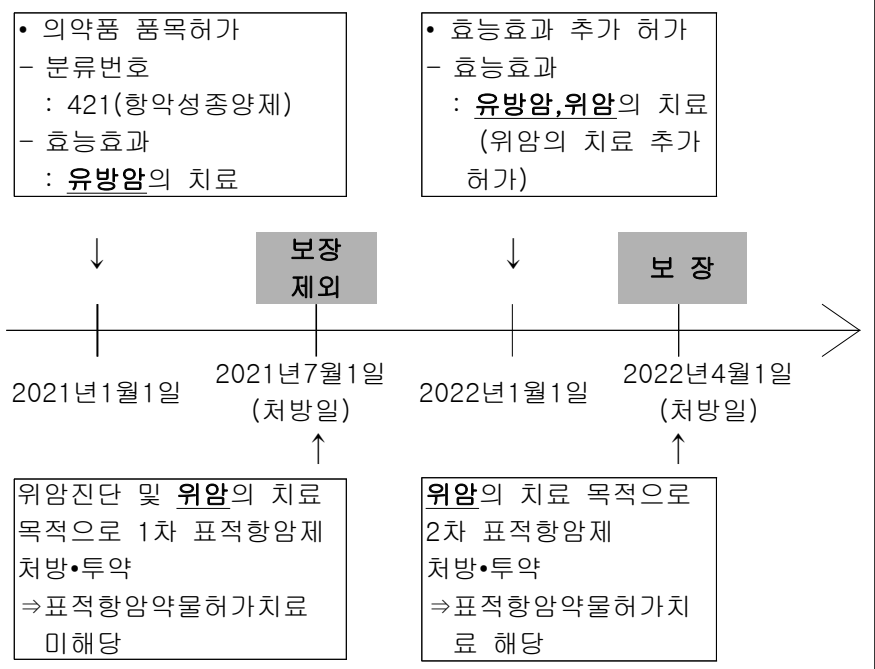 • 의약품 품목허가
- 분류번호
: 421(항악성종양제)
- 효능효과
: 유방암의 치료
• 효능효과 추가 허가
- 효능효과
: 유방암,위암의 치료
(위암의 치료 추가
허가)
↓
보장
제외
↓
보 장
2021년1월1일
2021년7월1일
(처방일)
2022년1월1일
2022년4월1일
(처방일)
↑
↑
위암진단 및 위암의 치료
목적으로 1차 표적항암제
처방•투약
⇒표적항암약물허가치료
미해당
위암의 치료 목적으로
2차 표적항암제
처방•투약
⇒표적항암약물허가치
료 해당